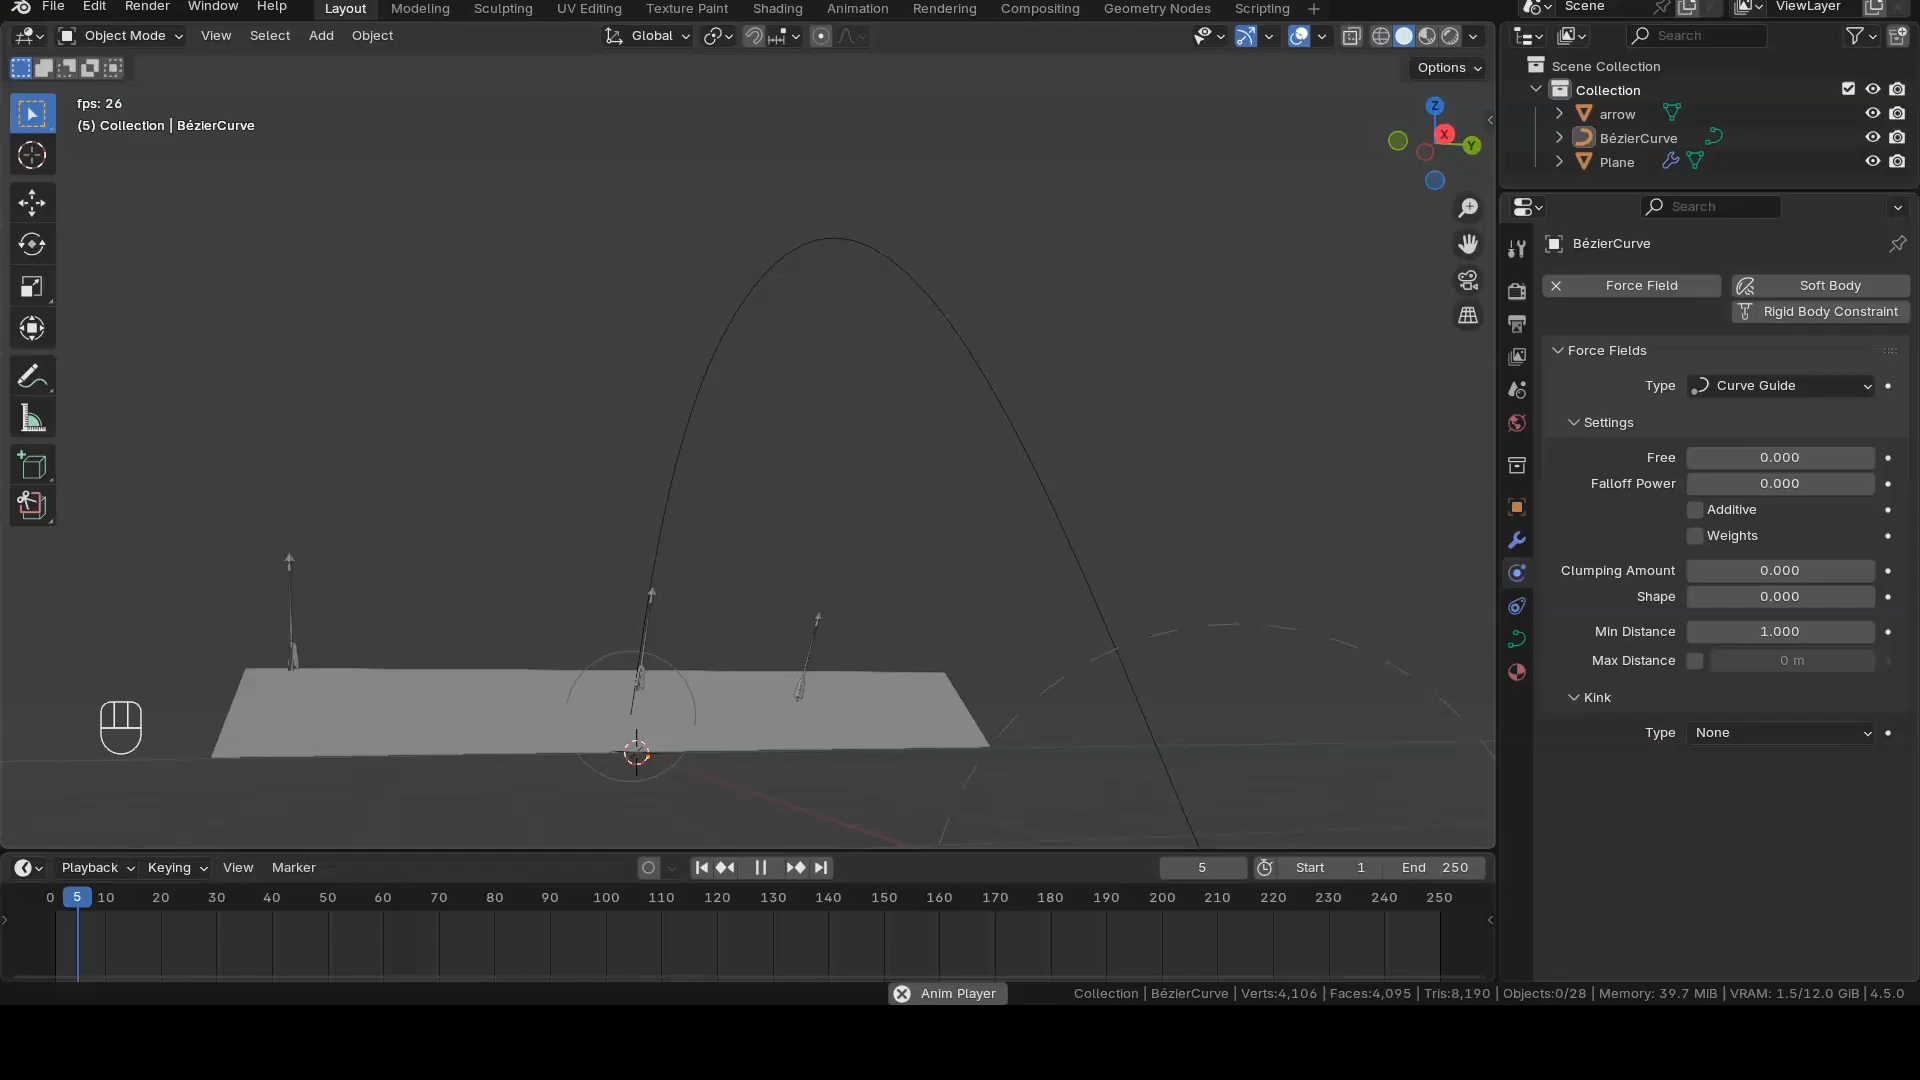 File Edit Render Window Help Layout Modeling Sculpting UV Editing Texture Paint Shading Animation Rendering Compositing Geometry Nodes Scripting + Scene ViewLayer
Object Mode View Select Add Object Global Search
Options
fps: 26
(5) Collection | BézierCurve
Z
X
Y
Scene Collection
Collection
arrow
BézierCurve
Plane
Search
BézierCurve
Force Field Soft Body
Rigid Body Constraint
Force Fields
Type Curve Guide
Settings
Free 0.000
Falloff Power 0.000
Additive
Weights
Clumping Amount 0.000
Shape 0.000
Min Distance 1.000
Max Distance 0 m
Kink
Type None
Playback Keying View Marker 5 Start 1 End 250
0 5 10 20 30 40 50 60 70 80 90 100 110 120 130 140 150 160 170 180 190 200 210 220 230 240 250
Anim Player Collection | BézierCurve | Verts:4,106 | Faces:4,095 | Tris:8,190 | Objects:0/28 | Memory: 39.7 MiB | VRAM: 1.5/12.0 GiB | 4.5.0